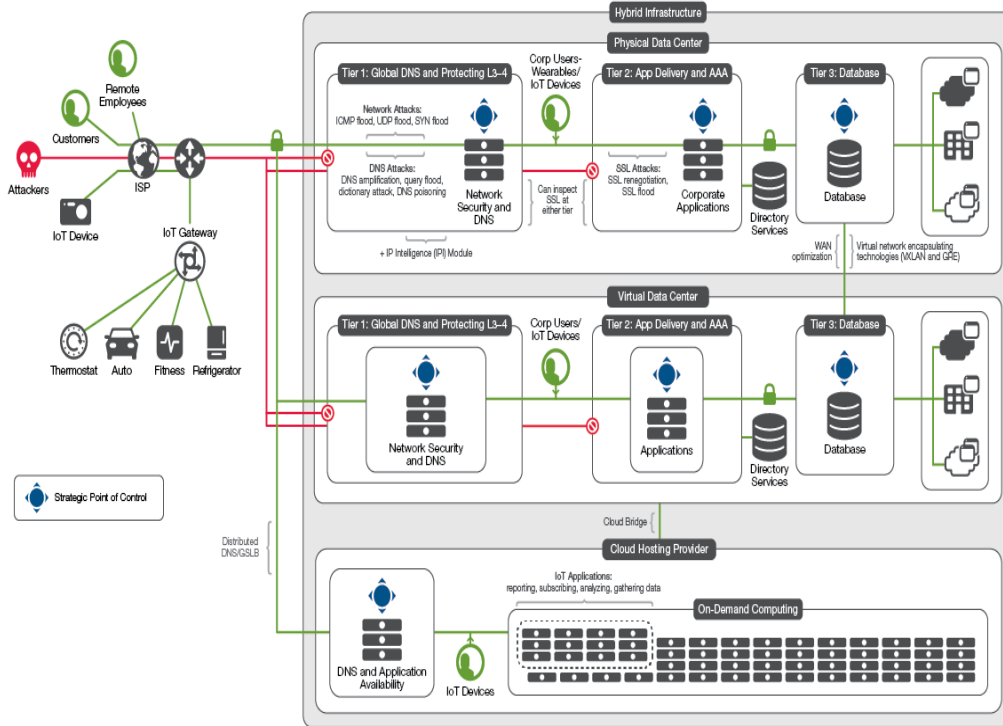 Hybrid Infrastructure
Physical Data Center
Remote
Employees
Customers
Attackers
ISP
IoT Device
IoT Gateway
Thermostat
Auto
Fitness
Refrigerator
Tier 1: Global DNS and Protecting L3–4
Network Attacks:
ICMP flood, UDP flood, SYN flood
DNS Attacks:
DNS amplification, query flood,
dictionary attack, DNS poisoning
Network
Security and
DNS
+ IP Intelligence (IPI) Module
Corp Users-
Wearables/
IoT Devices
Can inspect
SSL at
either tier
Tier 2: App Delivery and AAA
SSL Attacks:
SSL renegotiation,
SSL flood
Corporate
Applications
Directory
Services
Tier 3: Database
Database
WAN
optimization
Virtual network encapsulating
technologies (VXLAN and GRE)
Virtual Data Center
Tier 1: Global DNS and Protecting L3–4
Network Security
and DNS
Corp Users/
IoT Devices
Tier 2: App Delivery and AAA
Applications
Directory
Services
Tier 3: Database
Database
Strategic Point of Control
Distributed
DNS/GSLB
Cloud Bridge
Cloud Hosting Provider
DNS and Application
Availability
IoT Devices
IoT Applications:
reporting, subscribing, analyzing, gathering data
On-Demand Computing